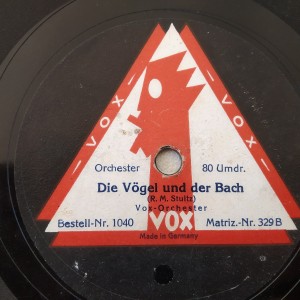 VOX
VOX
Orchester 80 Umdr.
Die Vögel und der Bach
(R. M. Stults)
Vox-Orchester
Bestell-Nr. 1040 Matriz.-Nr. 329 B
VOX
Made in Germany